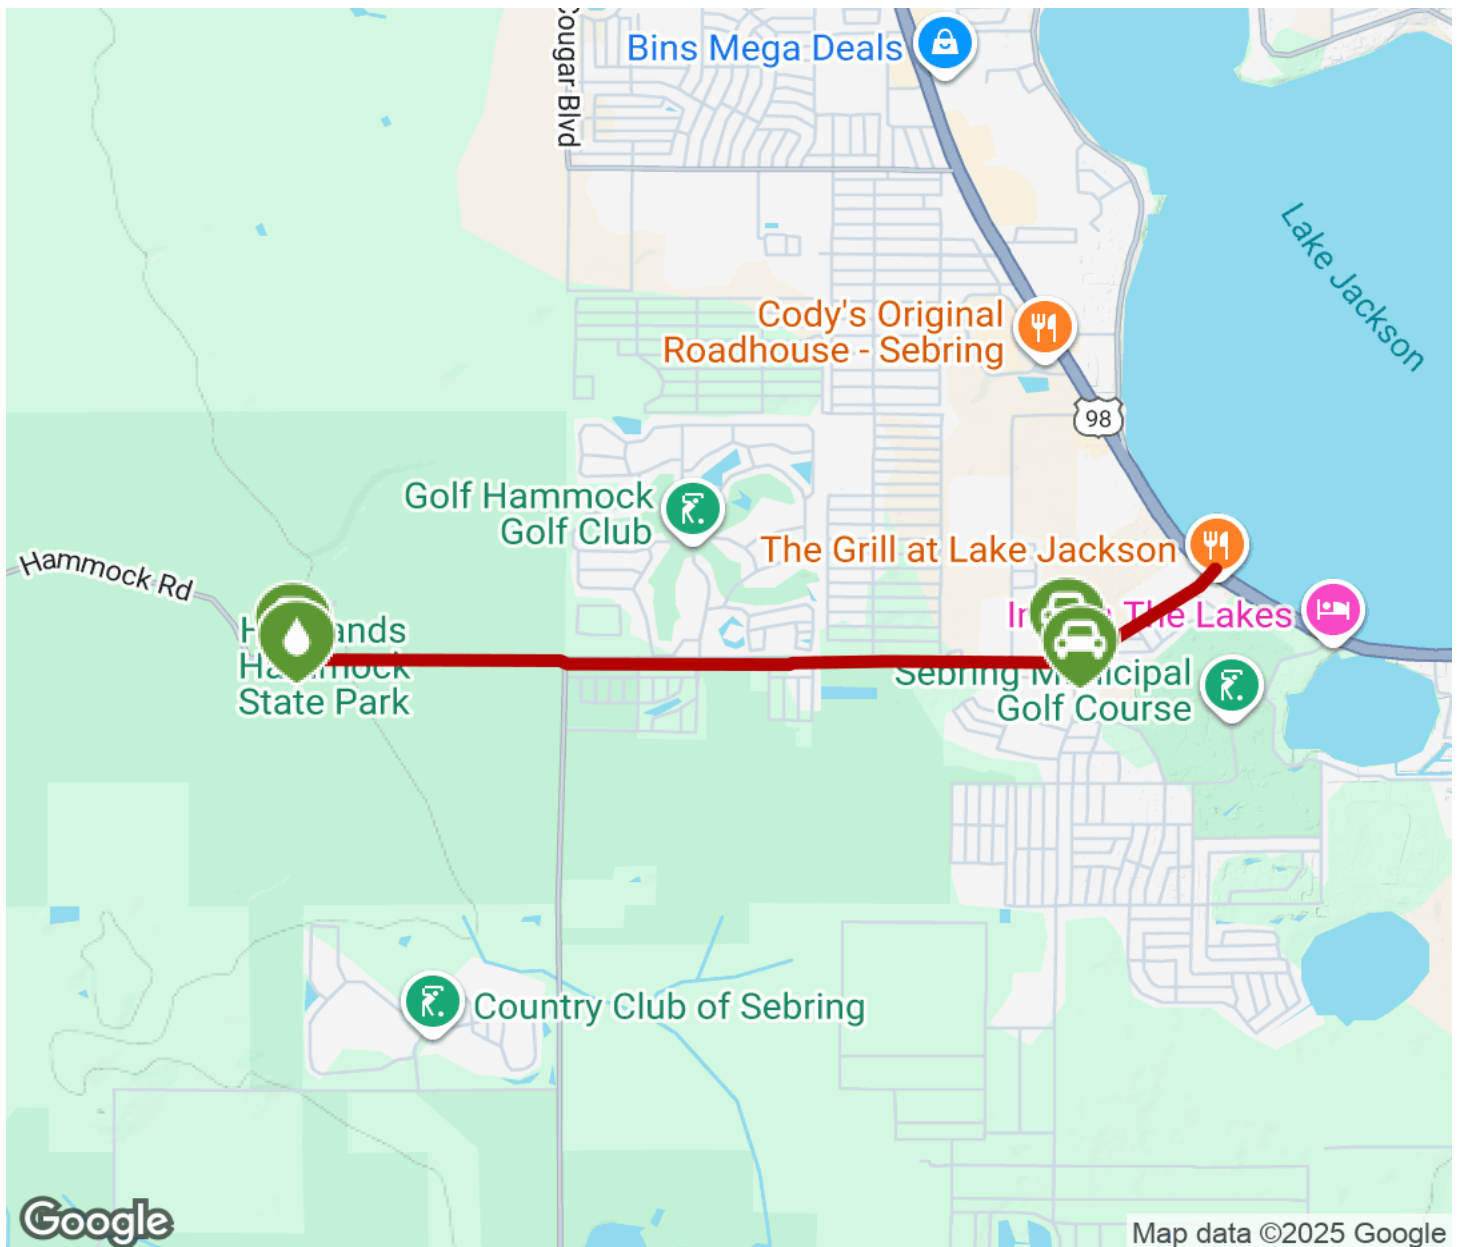 Cougar Blvd
Bins Mega Deals
Lake Jackson
Cody's Original
Roadhouse - Sebring
98
Golf Hammock
Golf Club
The Grill at Lake Jackson
Hammock Rd
The Lakes
State Park
Sebring
Golf Course
Country Club of Sebring
Google
Map data ©2025 Google